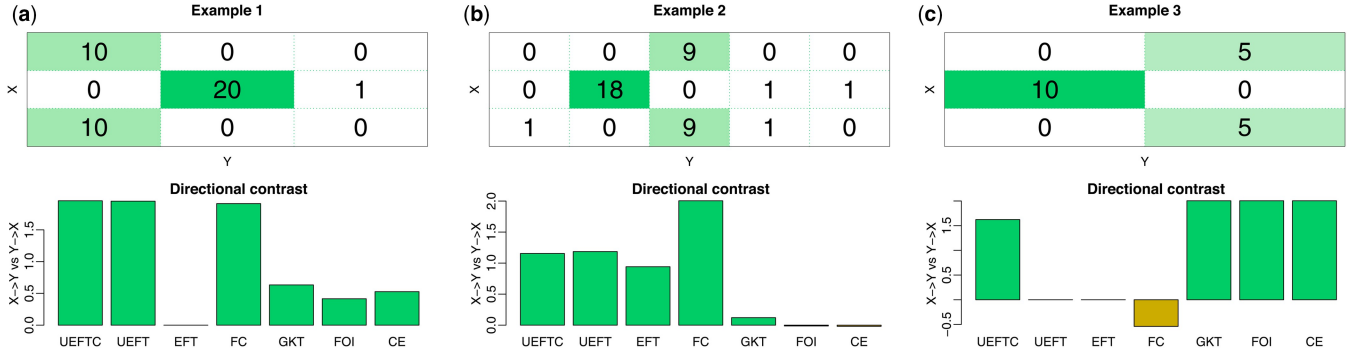 (a) Example 1
10 0 0
X 0 20 1
10 0 0
Y
Directional contrast
X−>Y vs Y−>X
1.5
1.0
0.5
0.0
UEFTC UEFT EFT FC GKT FOI CE
(b) Example 2
0 0 9 0 0
X 0 18 0 1 1
1 0 9 1 0
Y
Directional contrast
X−>Y vs Y−>X
2.0
1.5
1.0
0.5
0.0
UEFTC UEFT EFT FC GKT FOI CE
(c) Example 3
0 5
X 10 0
0 5
Y
Directional contrast
X−>Y vs Y−>X
1.5
0.5
−0.5
UEFTC UEFT EFT FC GKT FOI CE